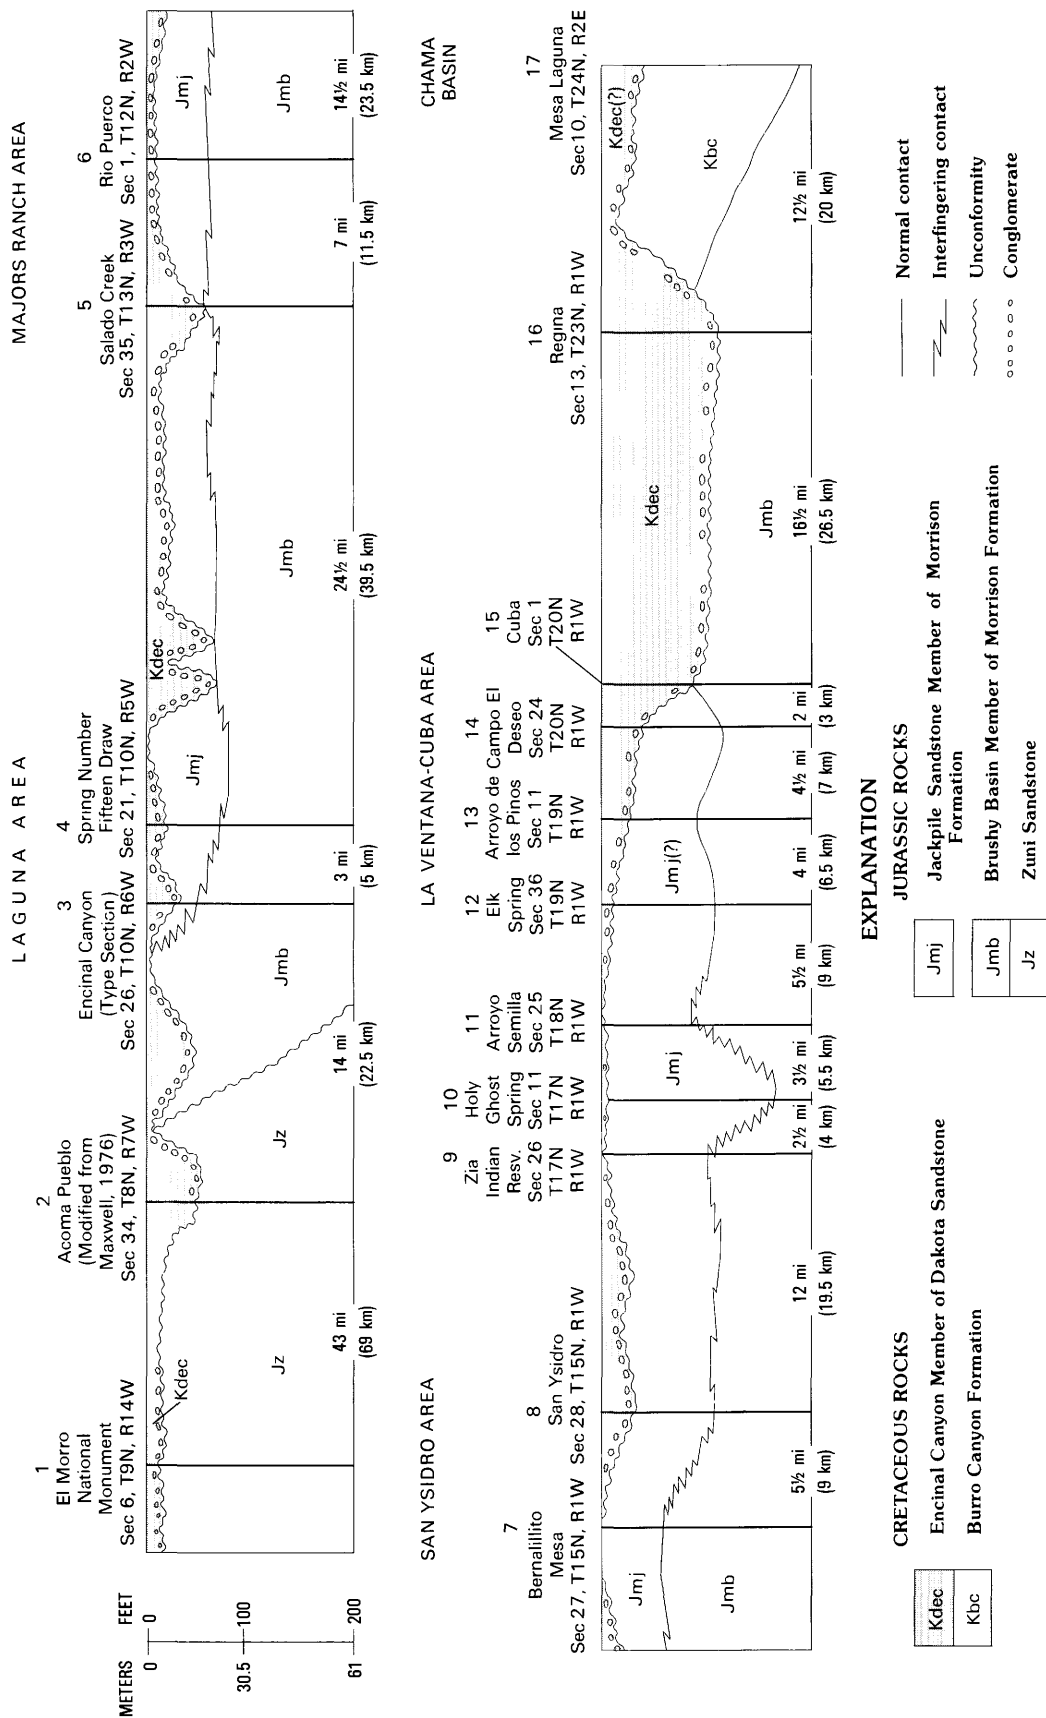 LAGUNA AREA
MAJORS RANCH AREA
1
El Morro
National
Monument
Sec 6, T9N, R14W
2
Acoma Pueblo
(Modified from
Maxwell, 1976)
Sec 34, T8N, R7W
3
Encinal Canyon
(Type Section)
Sec 26, T10N, R6W
4
Spring Number
Fifteen Draw
Sec 21, T10N, R5W
5
Salado Creek
Sec 35, T13N, R3W
6
Rio Puerco
Sec 1, T12N, R2W
METERS FEET
0 0
30.5 100
61 200
Kdec
Jz
Jz
Jmb
Kdec
Jmj
Jmb
Jmj
Jmb
43 mi
(69 km)
14 mi
(22.5 km)
3 mi
(5 km)
24½ mi
(39.5 km)
7 mi
(11.5 km)
14½ mi
(23.5 km)
SAN YSIDRO AREA
LA VENTANA-CUBA AREA
CHAMA
BASIN
7
Bernalillito
Mesa
Sec 27, T15N, R1W
8
San Ysidro
Sec 28, T15N, R1W
9
Zia
Indian
Resv.
Sec 26
T17N
R1W
10
Holy
Ghost
Spring
Sec 11
T17N
R1W
11
Arroyo
Semilla
Sec 25
T18N
R1W
12
Elk
Spring
Sec 36
T19N
R1W
13
Arroyo de
los Pinos
Sec 11
T19N
R1W
14
Campo El
Deseo
Sec 24
T20N
R1W
15
Cuba
Sec 1
T20N
R1W
16
Regina
Sec 13, T23N, R1W
17
Mesa Laguna
Sec 10, T24N, R2E
Jmj
Jmb
Jmj
Jmj(?)
Kdec
Jmb
Kdec(?)
Kbc
5½ mi
(9 km)
12 mi
(19.5 km)
2½ mi
(4 km)
3½ mi
(5.5 km)
5½ mi
(9 km)
4 mi
(6.5 km)
4½ mi
(7 km)
2 mi
(3 km)
16½ mi
(26.5 km)
12½ mi
(20 km)
EXPLANATION
CRETACEOUS ROCKS
Kdec Encinal Canyon Member of Dakota Sandstone
Kbc Burro Canyon Formation
JURASSIC ROCKS
Jmj Jackpile Sandstone Member of Morrison
Formation
Jmb Brushy Basin Member of Morrison Formation
Jz Zuni Sandstone
Normal contact
Interfingering contact
Unconformity
Conglomerate